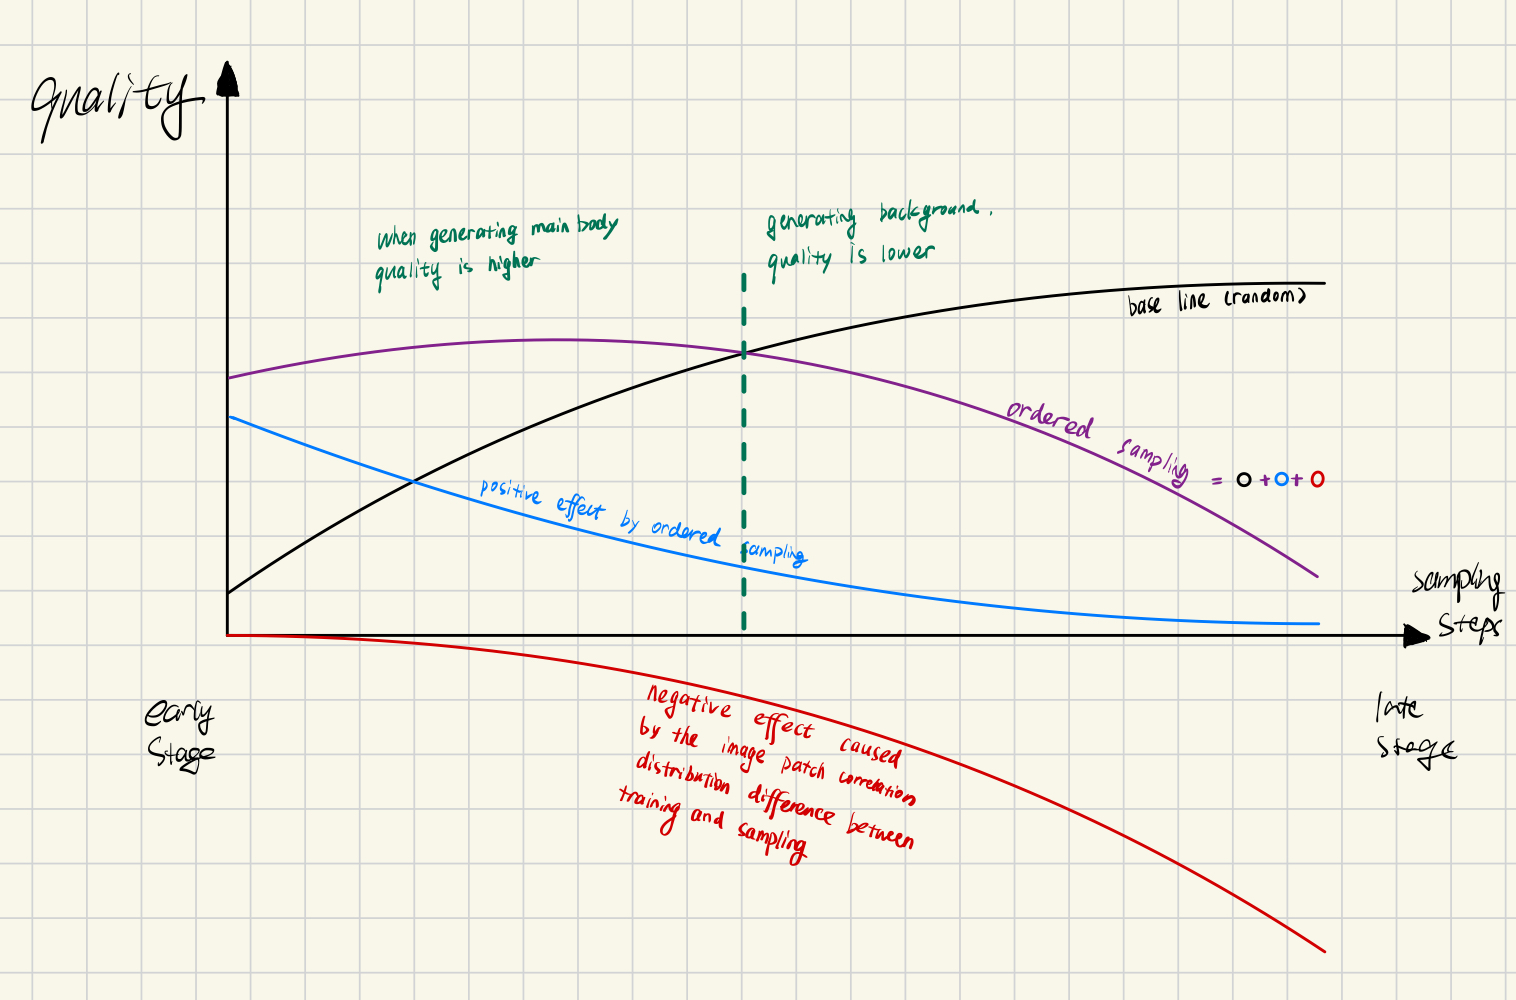 quality
when generating main body
quality is higher
generating background.
quality is lower
base line (random)
ordered sampling = O + O + O
positive effect by ordered sampling
sampling
steps
early
stage
late
stage
negative effect caused
by the image patch correlation
distribution difference between
training and sampling